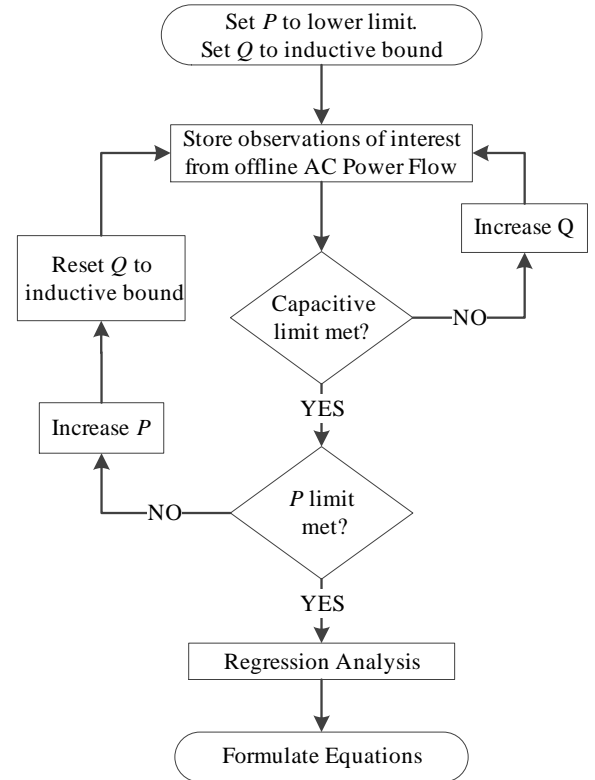 Set P to lower limit.
Set Q to inductive bound
Store observations of interest
from offline AC Power Flow
Increase Q
Reset Q to
inductive bound
Capacitive
limit met?
NO
YES
Increase P
P limit
met?
NO
YES
Regression Analysis
Formulate Equations